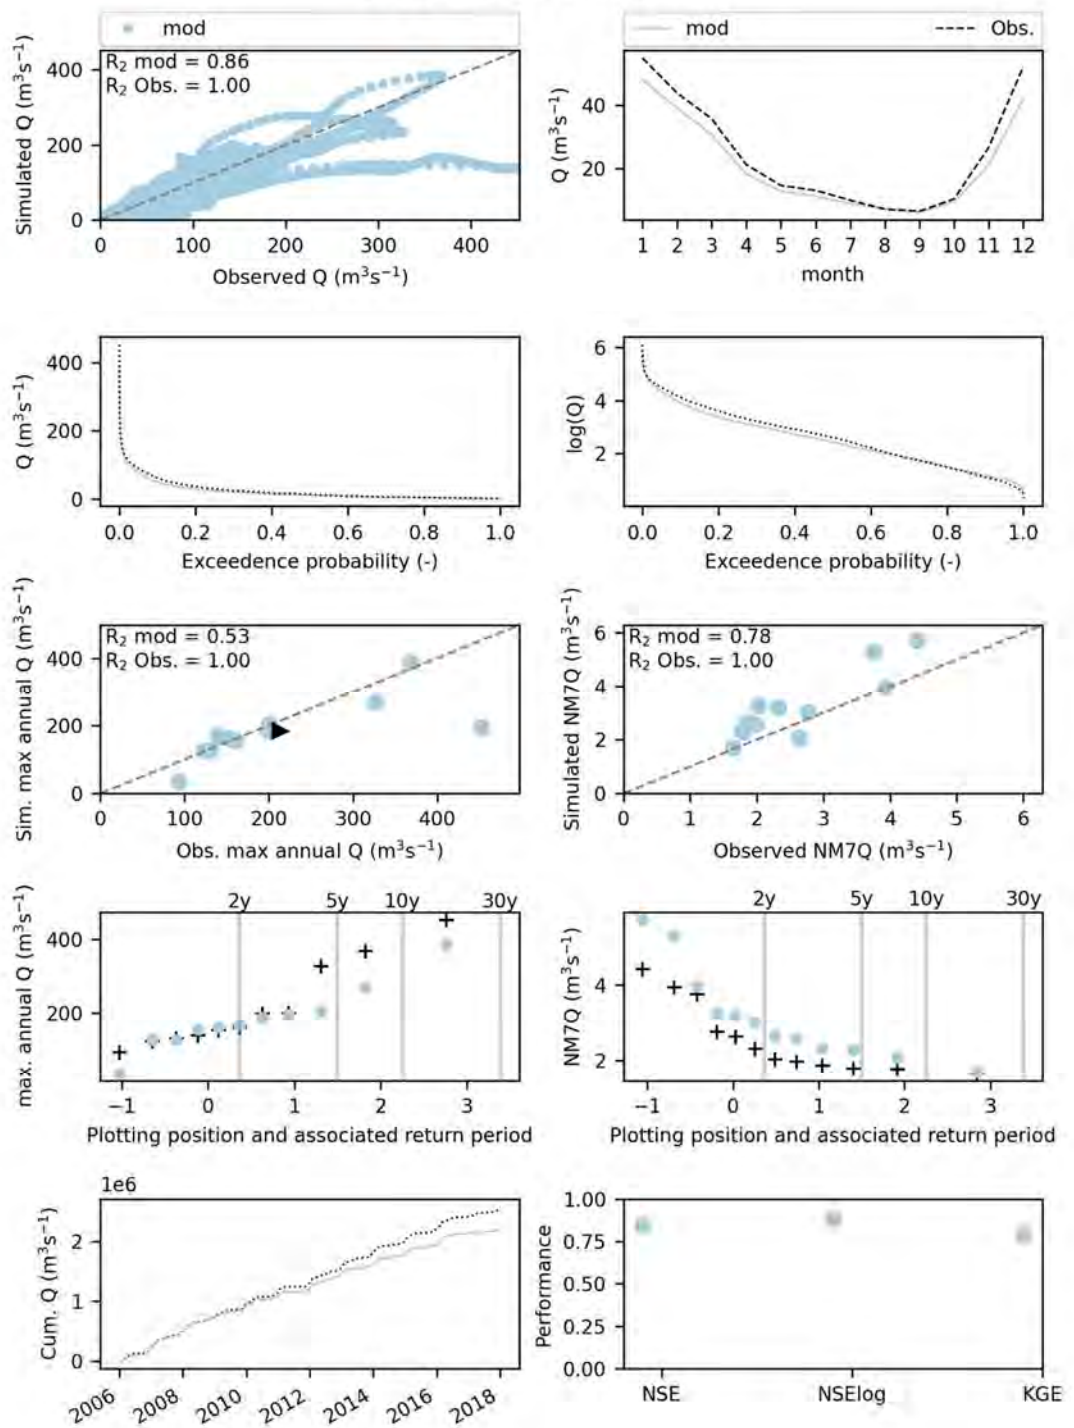 mod
R₂ mod = 0.86
R₂ Obs. = 1.00
Simulated Q (m³s⁻¹)
400
200
0
0 100 200 300 400
Observed Q (m³s⁻¹)
mod Obs.
Q (m³s⁻¹)
40
20
1 2 3 4 5 6 7 8 9 10 11 12
month
Q (m³s⁻¹)
400
200
0
0.0 0.2 0.4 0.6 0.8 1.0
Exceedence probability (-)
log(Q)
6
4
2
0.0 0.2 0.4 0.6 0.8 1.0
Exceedence probability (-)
R₂ mod = 0.53
R₂ Obs. = 1.00
Sim. max annual Q (m³s⁻¹)
400
200
0
0 100 200 300 400
Obs. max annual Q (m³s⁻¹)
R₂ mod = 0.78
R₂ Obs. = 1.00
Simulated NM7Q (m³s⁻¹)
6
4
2
0
0 1 2 3 4 5 6
Observed NM7Q (m³s⁻¹)
2y 5y 10y 30y
max. annual Q (m³s⁻¹)
400
200
−1 0 1 2 3
Plotting position and associated return period
2y 5y 10y 30y
NM7Q (m³s⁻¹)
4
2
−1 0 1 2 3
Plotting position and associated return period
1e6
Cum. Q (m³s⁻¹)
2
1
0
2006 2008 2010 2012 2014 2016 2018
Performance
1.00
0.75
0.50
0.25
0.00
NSE NSElog KGE